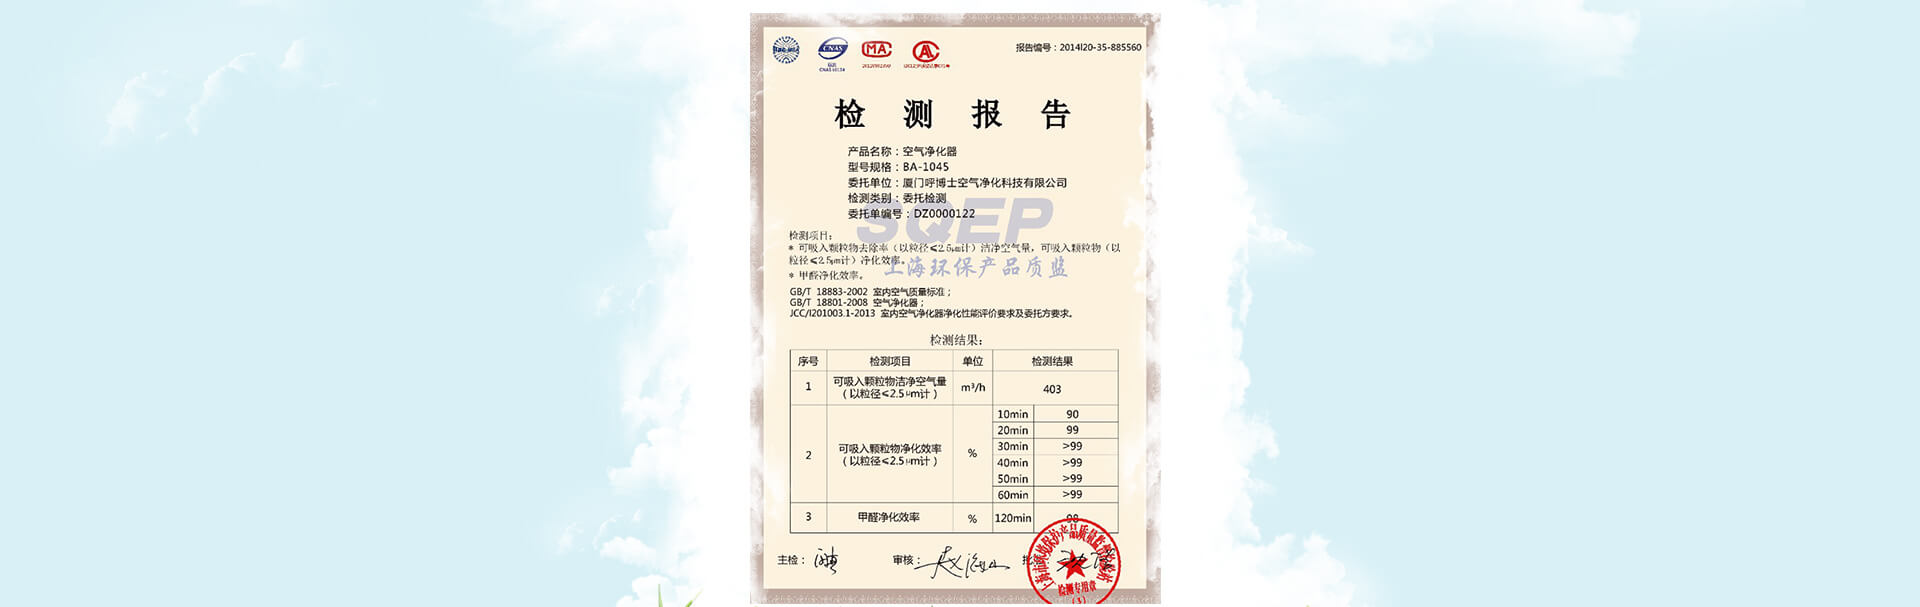 CNAS
MA
AL
报告编号：2014I20-35-885560
检测报告
产品名称：空气净化器
型号规格：BA-1045
委托单位：厦门呼博士空气净化科技有限公司
检测类别：委托检测
委托单编号：DZ0000122
SQEP
上海环保产品质监
检测项目：
* 可吸入颗粒物去除率（以粒径≤2.5μm计）洁净空气量，可吸入颗粒物（以
粒径≤2.5μm计）净化效率。
* 甲醛净化效率。
GB/T 18883-2002 室内空气质量标准；
GB/T 18801-2008 空气净化器；
JCC/I201003.1-2013 室内空气净化器净化性能评价要求及委托方要求。
检测结果：
序号 检测项目 单位 检测结果
1 可吸入颗粒物洁净空气量 m³/h 403
（以粒径≤2.5μm计）
2 可吸入颗粒物净化效率 %
（以粒径≤2.5μm计）
10min 90
20min 99
30min >99
40min >99
50min >99
60min >99
3 甲醛净化效率 % 120min
主检： 审核： 批
检测专用章
(3)